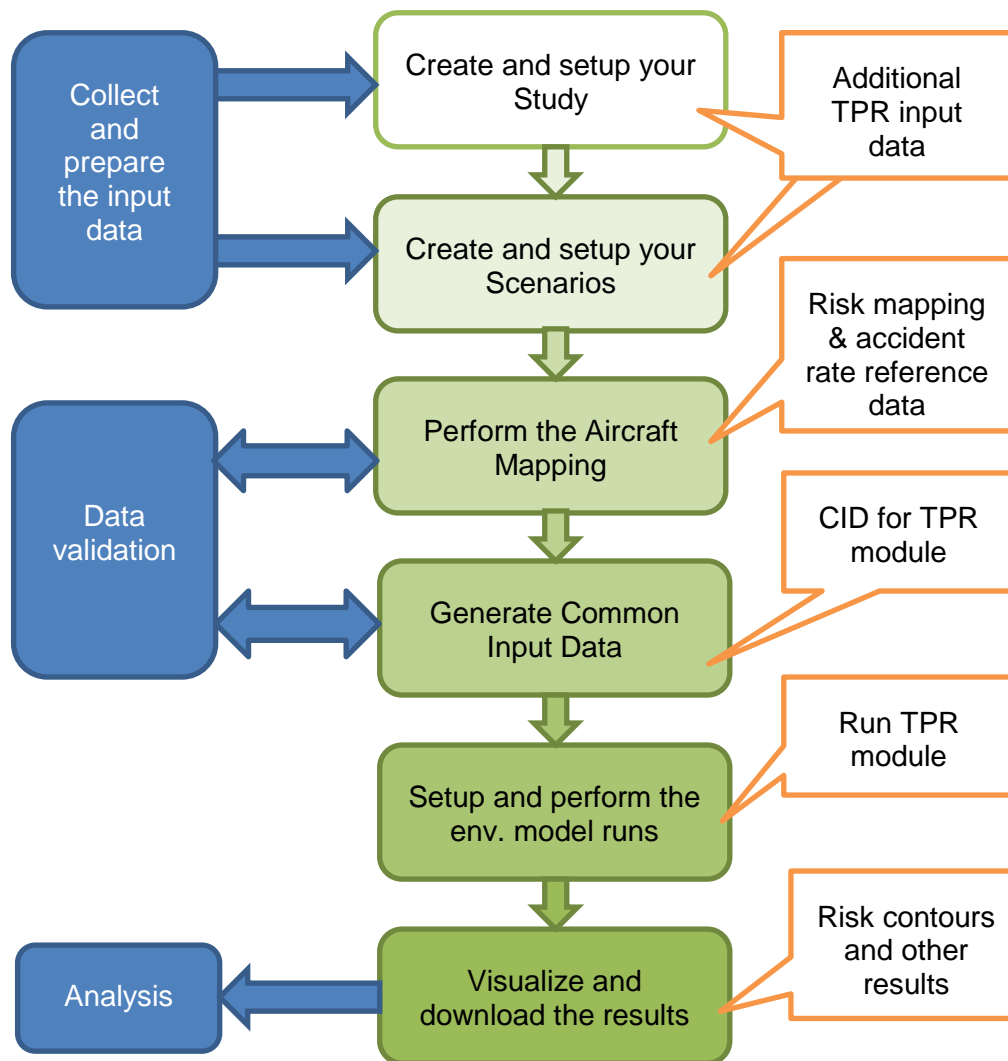 Collect
and
prepare
the input
data
Create and setup your
Study
Additional
TPR input
data
Create and setup your
Scenarios
Risk mapping
& accident
rate reference
data
Perform the Aircraft
Mapping
Data
validation
CID for TPR
module
Generate Common
Input Data
Run TPR
module
Setup and perform the
env. model runs
Risk contours
and other
results
Analysis
Visualize and
download the results